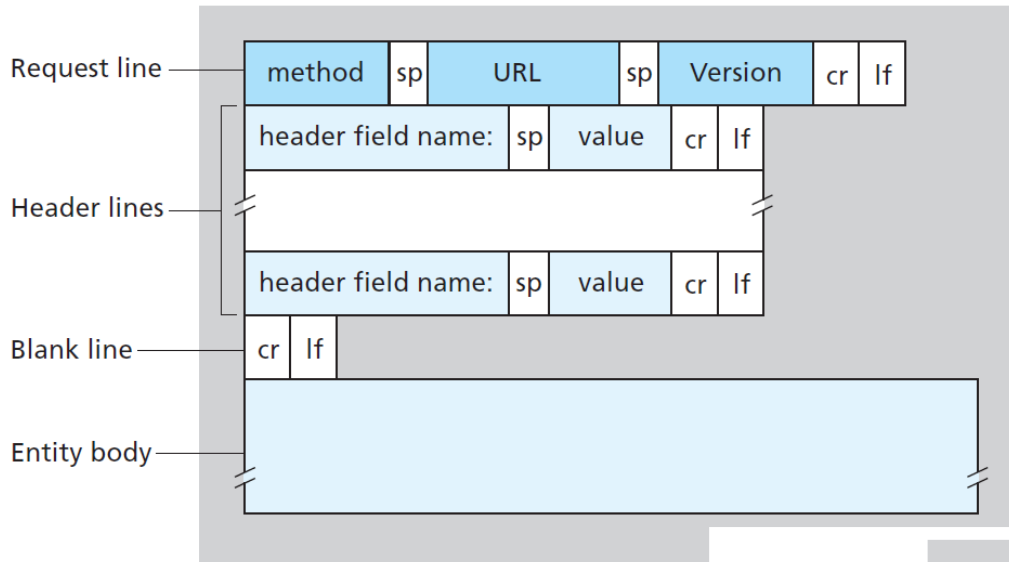 Request line method sp URL sp Version cr lf
header field name: sp value cr lf
Header lines
header field name: sp value cr lf
Blank line cr lf
Entity body